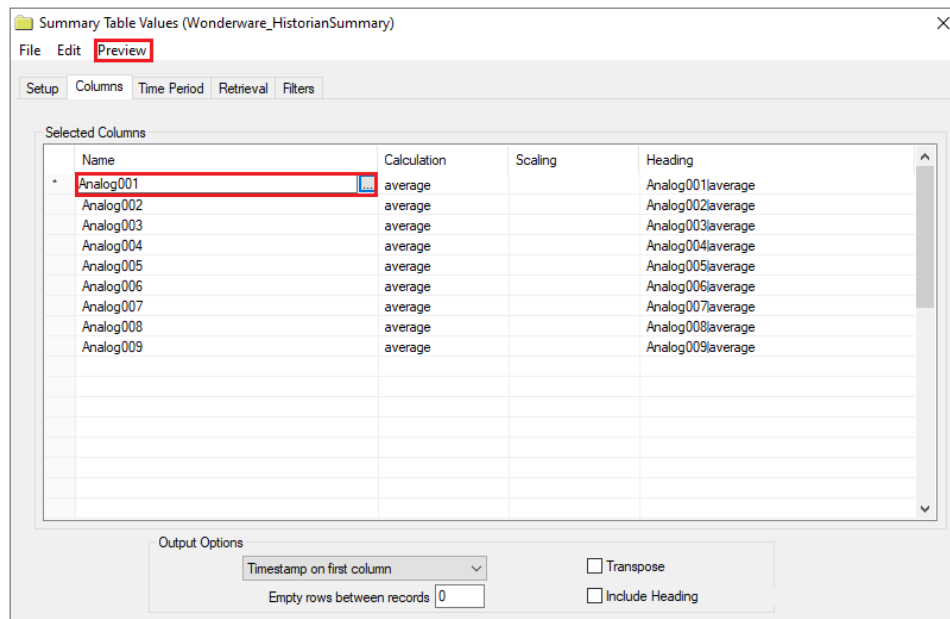 Summary Table Values (Wonderware_HistorianSummary)
File Edit Preview
Setup Columns Time Period Retrieval Filters
Selected Columns
Name Calculation Scaling Heading
* Analog001 ... average Analog001|average
Analog002 average Analog002|average
Analog003 average Analog003|average
Analog004 average Analog004|average
Analog005 average Analog005|average
Analog006 average Analog006|average
Analog007 average Analog007|average
Analog008 average Analog008|average
Analog009 average Analog009|average
Output Options
Timestamp on first column Transpose
Empty rows between records 0 Include Heading